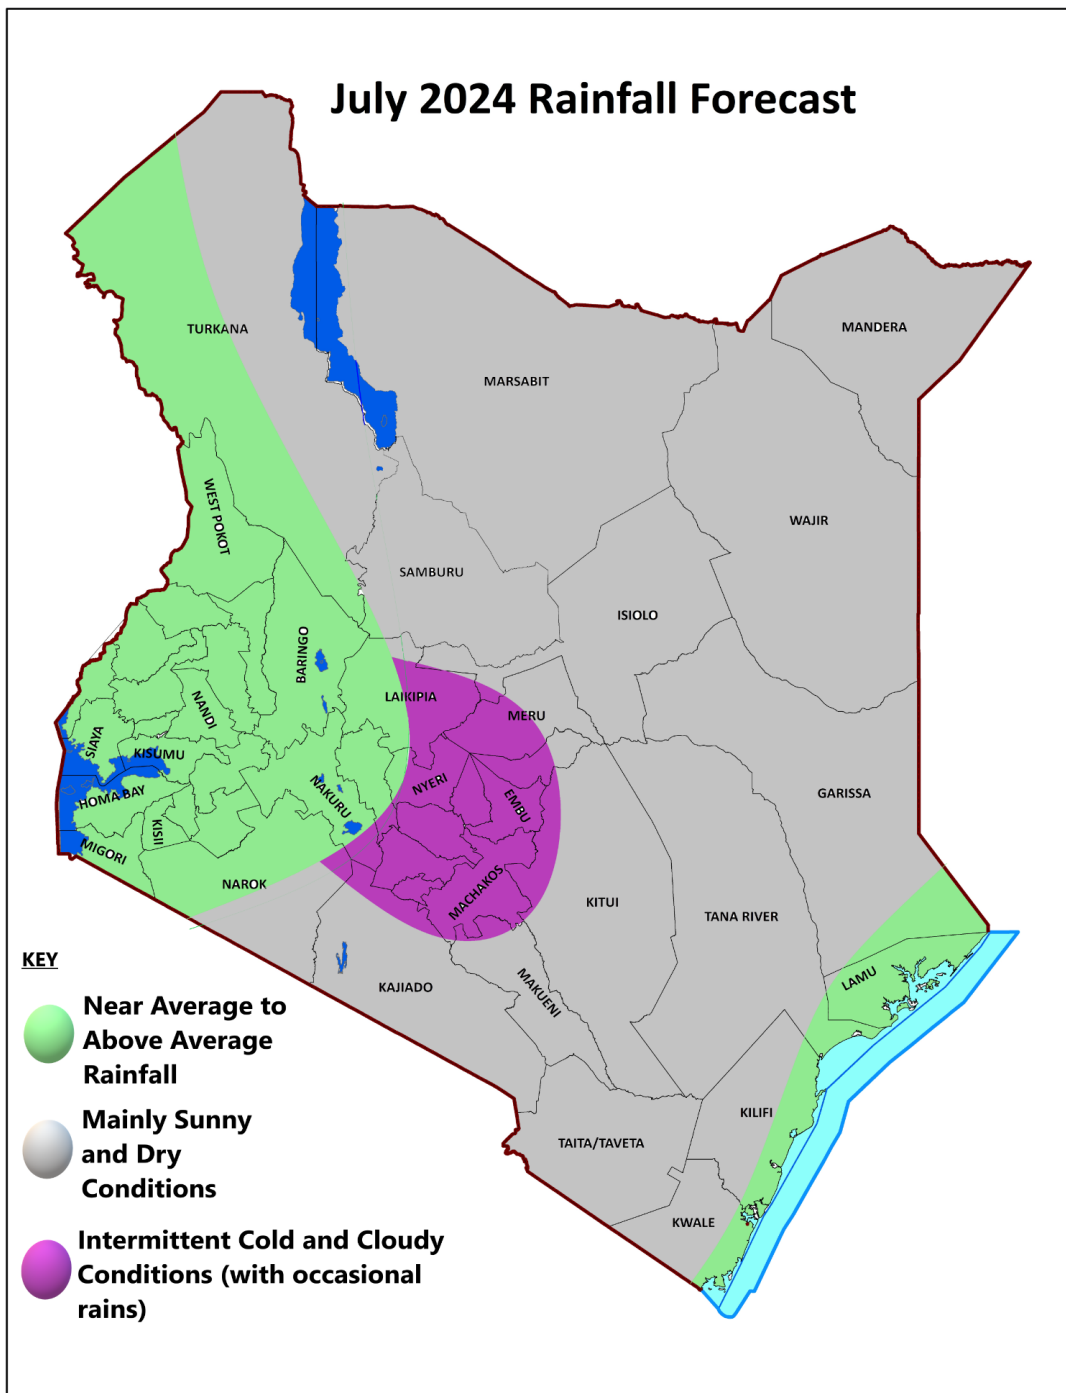 July 2024 Rainfall Forecast
TURKANA
MANDERA
MARSABIT
WEST POKOT
WAJIR
SAMBURU
ISIOLO
BARINGO
LAIKIPIA
MERU
NANDI
SIAYA
KISUMU
NYERI
EMBU
NAKURU
HOMA BAY
GARISSA
KISII
MIGORI
NAROK
MACHAKOS
KITUI
TANA RIVER
LAMU
KAJIADO
MAKUENI
KILIFI
TAITA/TAVETA
KWALE
KEY
Near Average to
Above Average
Rainfall
Mainly Sunny
and Dry
Conditions
Intermittent Cold and Cloudy
Conditions (with occasional
rains)